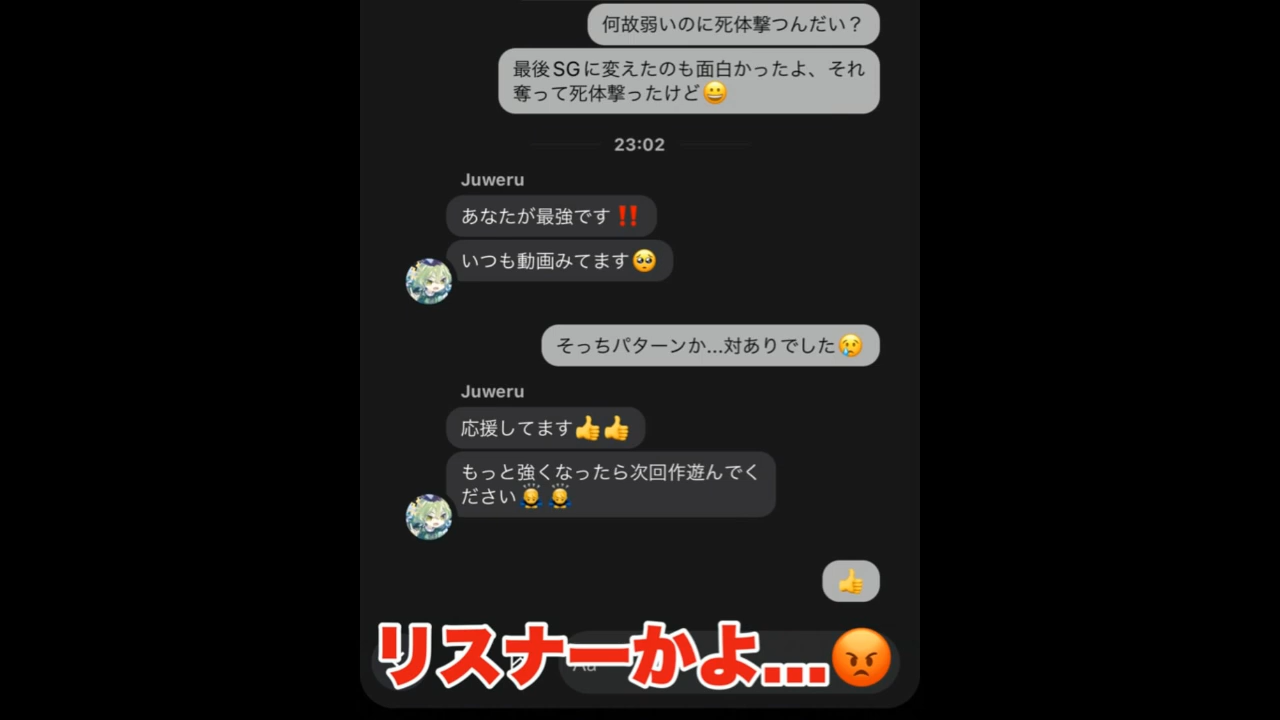 何故弱いのに死体撃つんだい？
最後SGに変えたのも面白かったよ、それ
奪って死体撃ったけど😀
23:02
Juweru
あなたが最強です‼️
いつも動画みてます🥺
そっちパターンか...対ありでした😢
Juweru
応援してます👍👍
もっと強くなったら次回作遊んでく
ださい🙇🙇
👍
Aa
リスナーかよ...😡